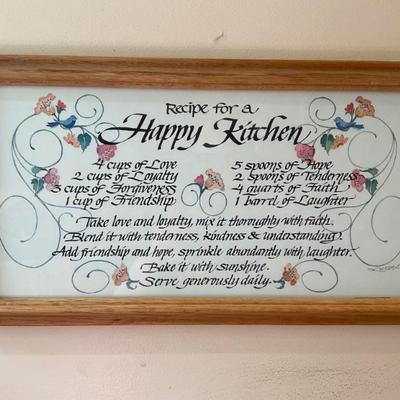 Recipe for a
Happy Kitchen
4 cups of Love
2 cups of Loyalty
3 cups of Forgiveness
1 cup of Friendship
5 spoons of Hope
2 spoons of Tenderness
4 quarts of Faith
1 barrel of Laughter
Take love and loyalty, mix it thoroughly with faith.
Blend it with tenderness, kindness & understanding.
Add friendship and hope, sprinkle abundantly with laughter.
Bake it with sunshine.
Serve generously daily.